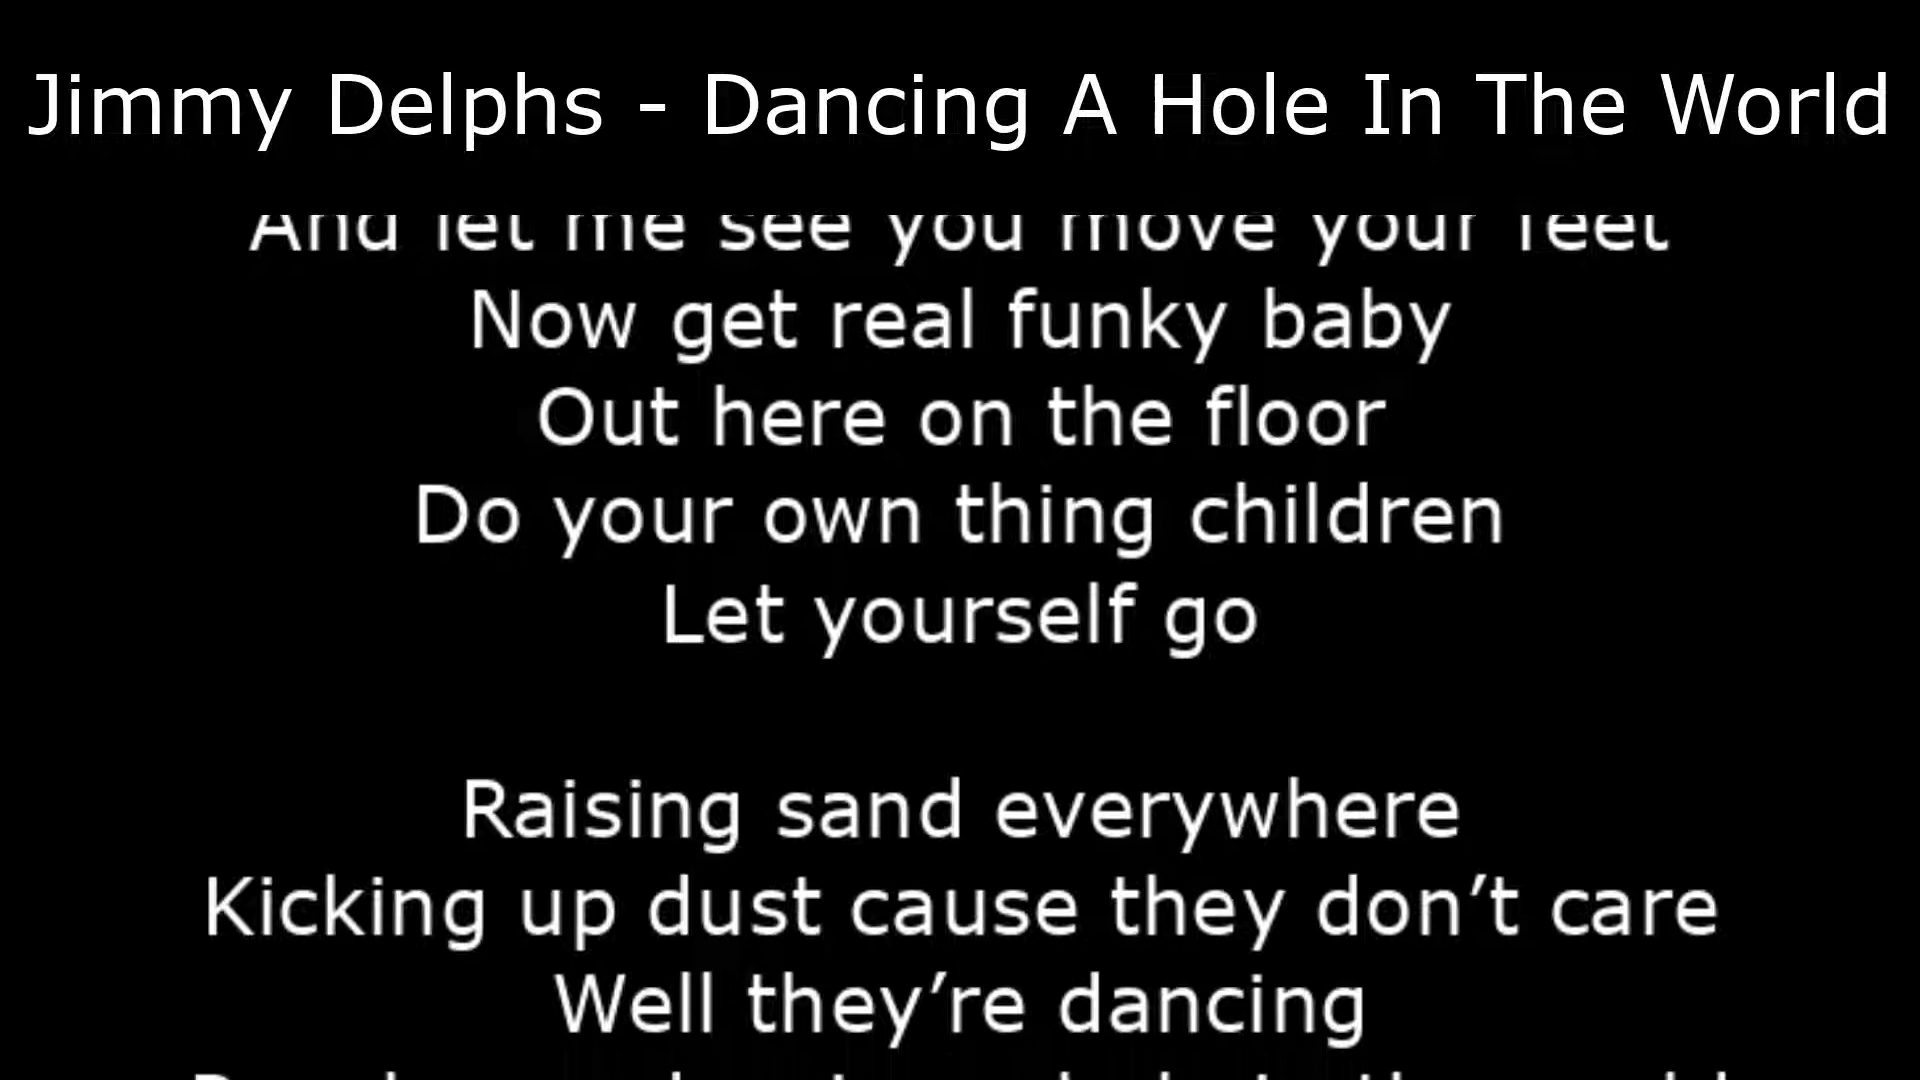 Jimmy Delphs - Dancing A Hole In The World
And let me see you move your feet
Now get real funky baby
Out here on the floor
Do your own thing children
Let yourself go
Raising sand everywhere
Kicking up dust cause they don’t care
Well they’re dancing